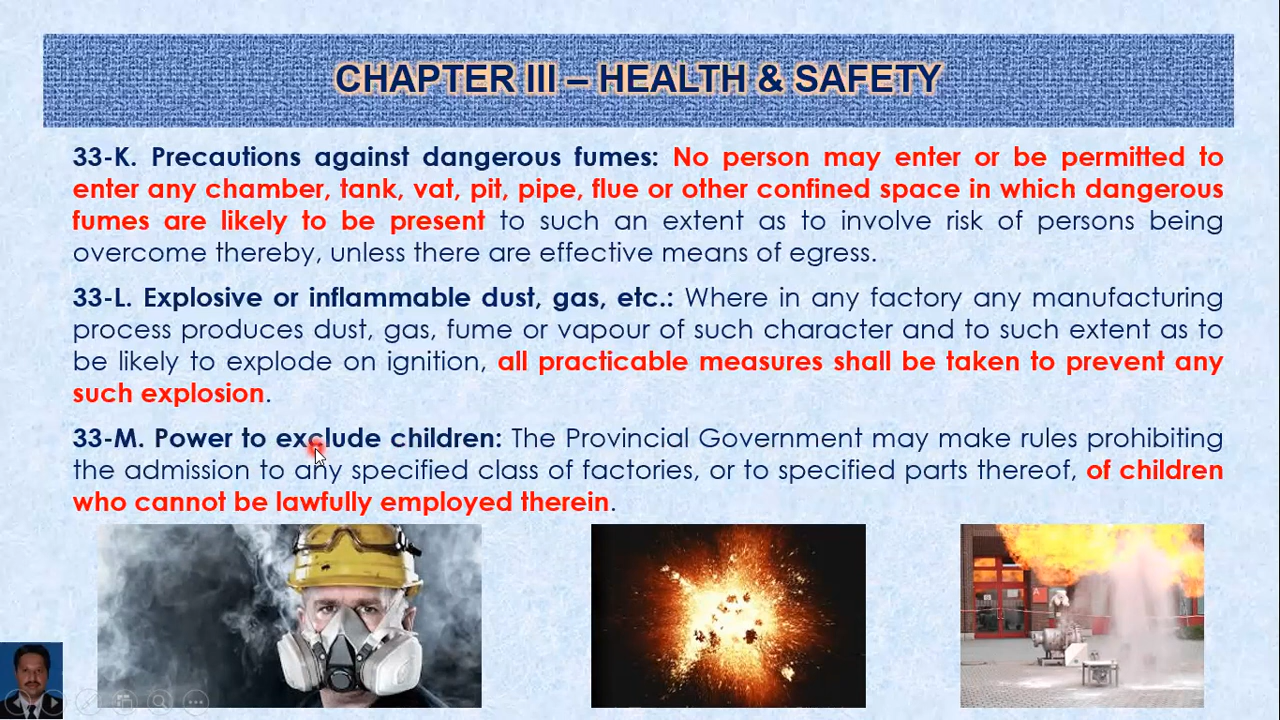 CHAPTER III – HEALTH & SAFETY
33-K. Precautions against dangerous fumes: No person may enter or be permitted to
enter any chamber, tank, vat, pit, pipe, flue or other confined space in which dangerous
fumes are likely to be present to such an extent as to involve risk of persons being
overcome thereby, unless there are effective means of egress.
33-L. Explosive or inflammable dust, gas, etc.: Where in any factory any manufacturing
process produces dust, gas, fume or vapour of such character and to such extent as to
be likely to explode on ignition, all practicable measures shall be taken to prevent any
such explosion.
33-M. Power to exclude children: The Provincial Government may make rules prohibiting
the admission to any specified class of factories, or to specified parts thereof, of children
who cannot be lawfully employed therein.